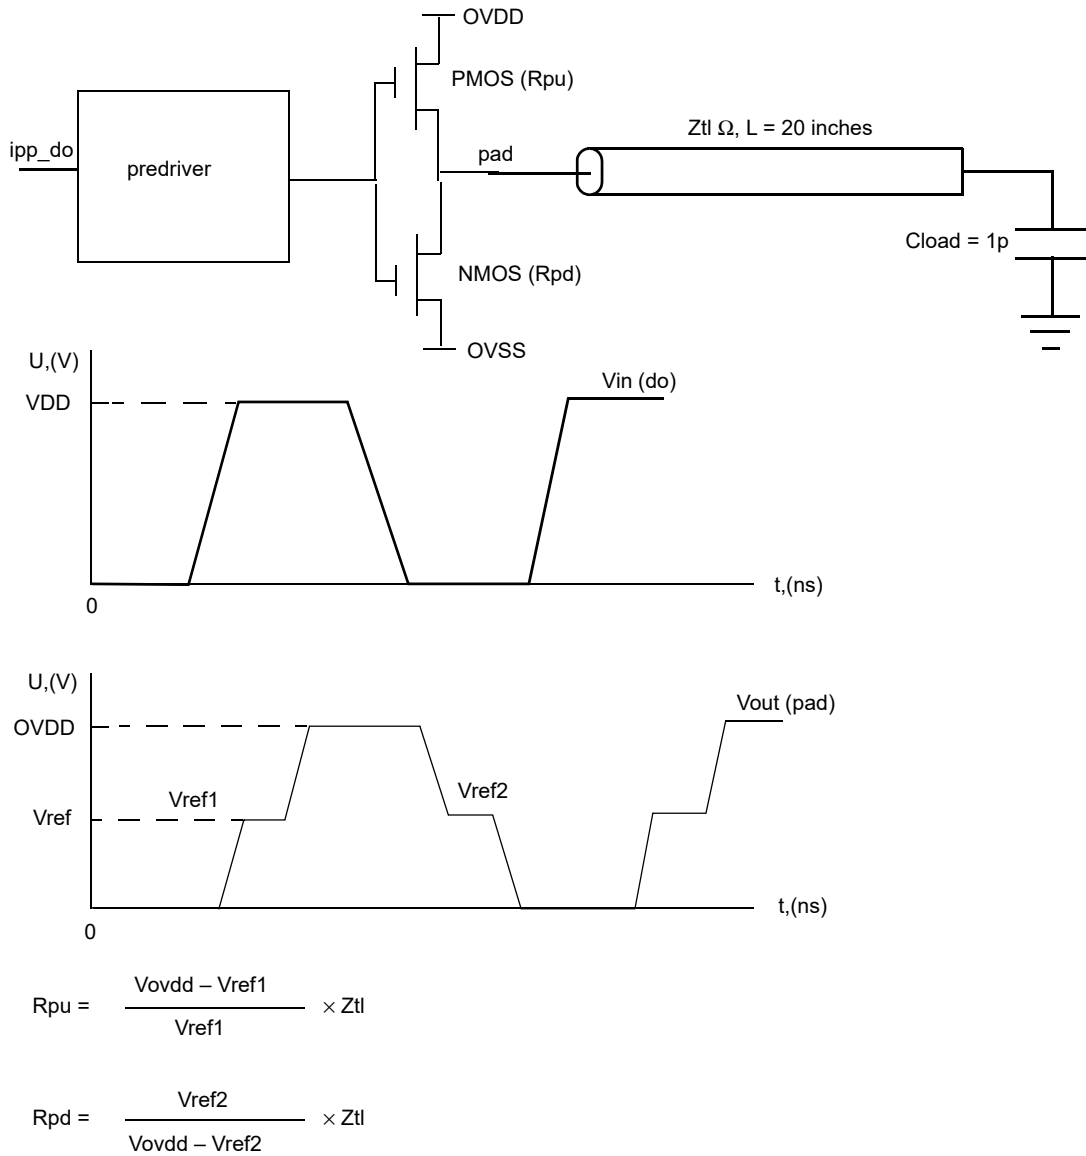 OVDD
PMOS (Rpu)
Ztl Ω, L = 20 inches
ipp_do
predriver
pad
Cload = 1p
NMOS (Rpd)
OVSS
U,(V)
VDD
Vin (do)
t,(ns)
0
U,(V)
OVDD
Vout (pad)
Vref1
Vref2
Vref
t,(ns)
0
Rpu = Vovdd – Vref1 × Ztl
Vref1
Rpd = Vref2 × Ztl
Vovdd – Vref2